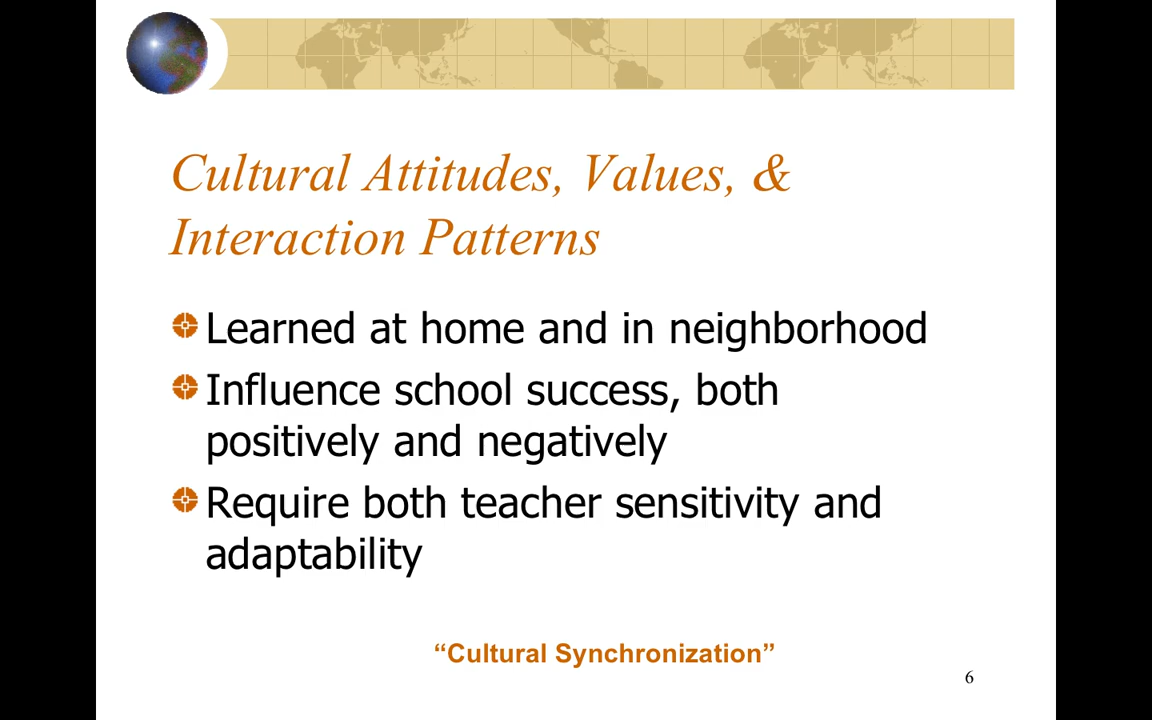 Cultural Attitudes, Values, &
Interaction Patterns
Learned at home and in neighborhood
Influence school success, both
positively and negatively
Require both teacher sensitivity and
adaptability
“Cultural Synchronization”
6